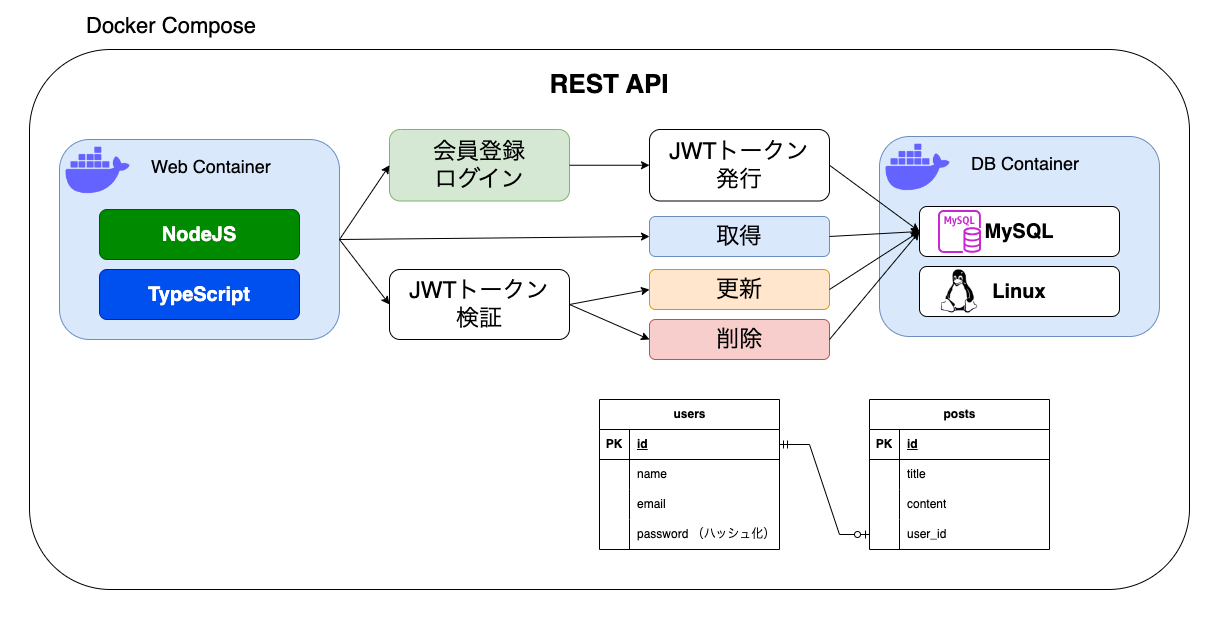 Docker Compose
REST API
Web Container
NodeJS
TypeScript
会員登録
ログイン
JWTトークン
発行
取得
JWTトークン
検証
更新
削除
DB Container
MySQL
MySQL
Linux
users
PK id
name
email
password （ハッシュ化）
posts
PK id
title
content
user_id